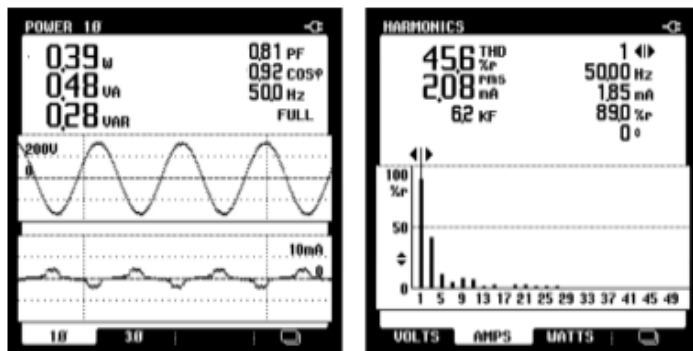 POWER 1Ø
0,39 W
0,48 VA
0,28 VAR
0,81 PF
0,92 COSφ
50,0 Hz
FULL
200V
0
10mA
0
1Ø 3Ø
HARMONICS
45,6 THD %r
2,08 rms mA
6,2 KF
1
50,00 Hz
1,85 mA
89,0 %r
0 °
100
%r
50
0
1 5 9 13 17 21 25 29 33 37 41 45 49
VOLTS AMPS WATTS